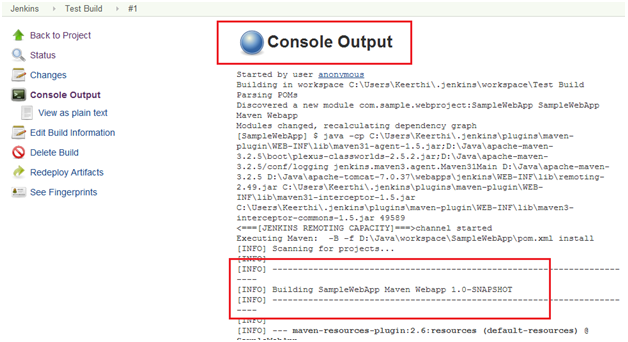 Jenkins Test Build #1
Back to Project
Status
Changes
Console Output
View as plain text
Edit Build Information
Delete Build
Redeploy Artifacts
See Fingerprints
Console Output
Started by user anonymous
Building in workspace C:\Users\Keerthi\.jenkins\workspace\Test Build
Parsing POMs
Discovered a new module com.sample.webproject:SampleWebApp SampleWebApp
Maven Webapp
Modules changed, recalculating dependency graph
[SampleWebApp] $ java -cp C:\Users\Keerthi\.jenkins\plugins\maven-
plugin\WEB-INF\lib\maven31-agent-1.5.jar;D:\Java\apache-maven-
3.2.5\boot\plexus-classworlds-2.5.2.jar;D:\Java\apache-maven-
3.2.5/conf/logging jenkins.maven3.agent.Maven31Main D:\Java\apache-maven-
3.2.5 D:\Java\apache-tomcat-7.0.37\webapps\jenkins\WEB-INF\lib\remoting-
2.49.jar C:\Users\Keerthi\.jenkins\plugins\maven-plugin\WEB-
INF\lib\maven31-interceptor-1.5.jar
C:\Users\Keerthi\.jenkins\plugins\maven-plugin\WEB-INF\lib\maven3-
interceptor-commons-1.5.jar 49589
<===[JENKINS REMOTING CAPACITY]===>channel started
Executing Maven:  -B -f D:\Java\workspace\SampleWebApp\pom.xml install
[INFO] Scanning for projects...
[INFO]
[INFO] --------------------------------------------------------------------
----
[INFO] Building SampleWebApp Maven Webapp 1.0-SNAPSHOT
[INFO] --------------------------------------------------------------------
----
[INFO]
[INFO] --- maven-resources-plugin:2.6:resources (default-resources) @
SampleWebApp